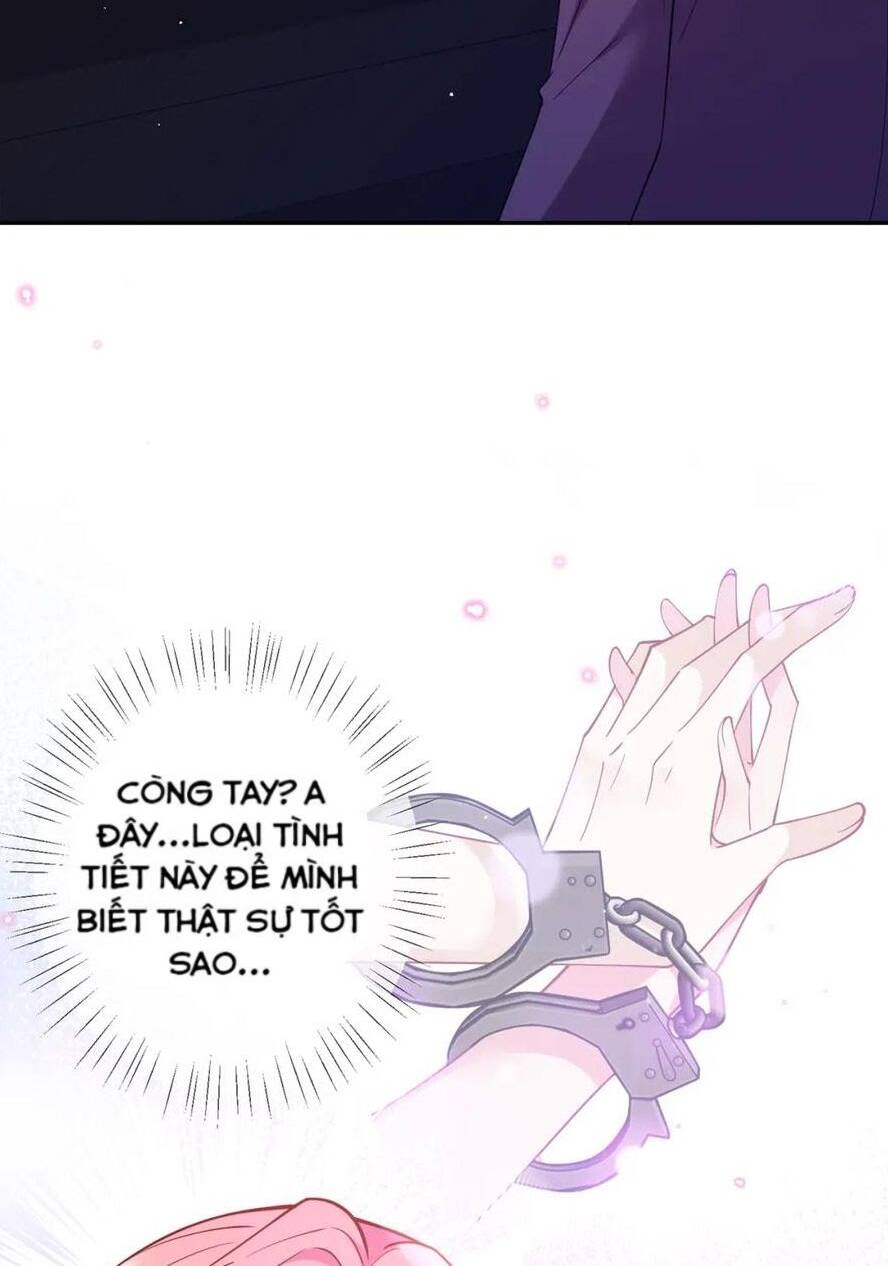 CÒNG TAY? A
ĐÂY...LOẠI TÌNH
TIẾT NÀY ĐỂ MÌNH
BIẾT THẬT SỰ TỐT
SAO...